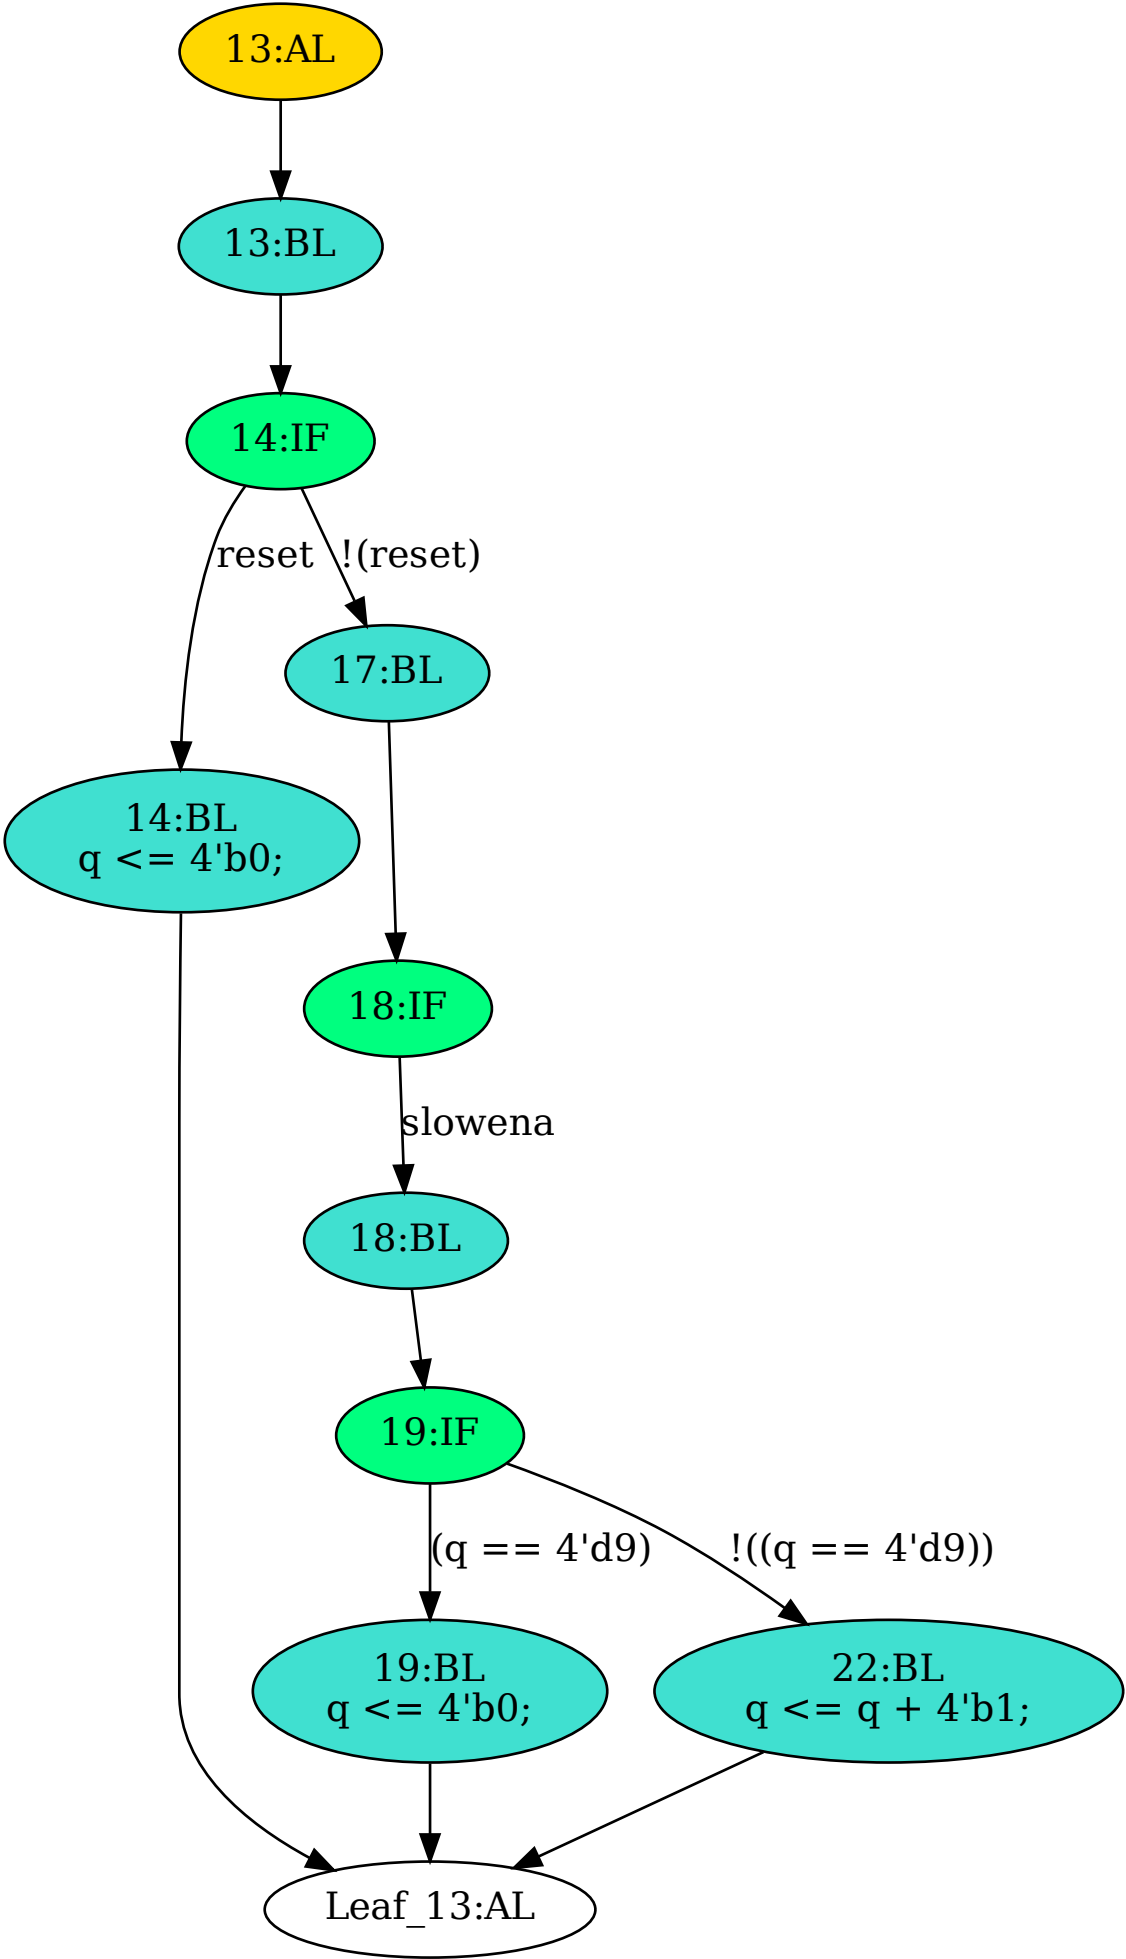 13:AL
13:BL
14:IF
reset
!(reset)
17:BL
14:BL
q <= 4'b0;
18:IF
slowena
18:BL
19:IF
(q == 4'd9)
!((q == 4'd9))
19:BL
q <= 4'b0;
22:BL
q <= q + 4'b1;
Leaf_13:AL